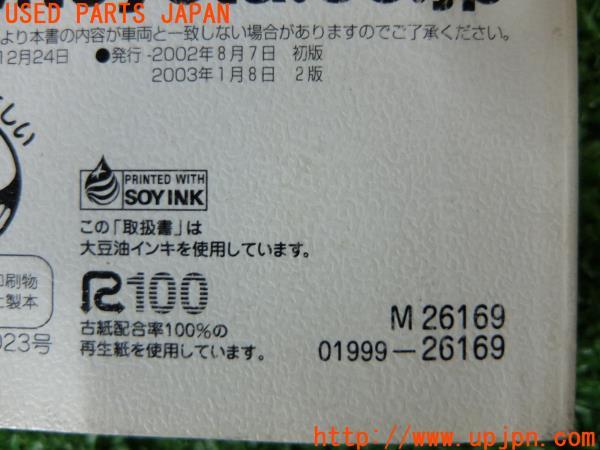 USED PARTS JAPAN
より本書の内容が車両と一致しない場合がありますのでご了承ください。
12月24日 ●発行-2002年8月7日 初版
2003年1月8日 2版
しい
PRINTED WITH
SOY INK
この「取扱書」は
大豆油インキを使用しています。
R100
古紙配合率100%の
再生紙を使用しています。
印刷物
製本
023号
M 26169
01999-26169
http://www.upjpn.com/